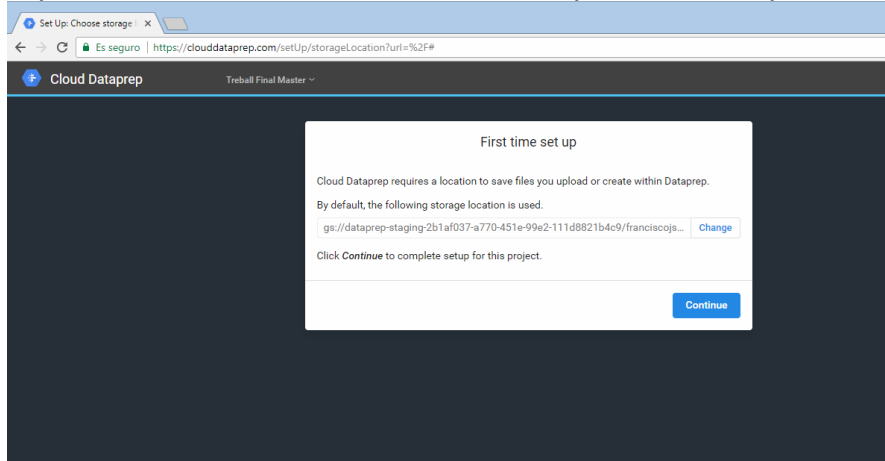 Set Up: Choose storage l
Es seguro | https://clouddataprep.com/setUp/storageLocation?url=%2F#
Cloud Dataprep Treball Final Master
First time set up
Cloud Dataprep requires a location to save files you upload or create within Dataprep.
By default, the following storage location is used.
gs://dataprep-staging-2b1af037-a770-451e-99e2-111d8821b4c9/franciscojs... Change
Click Continue to complete setup for this project.
Continue